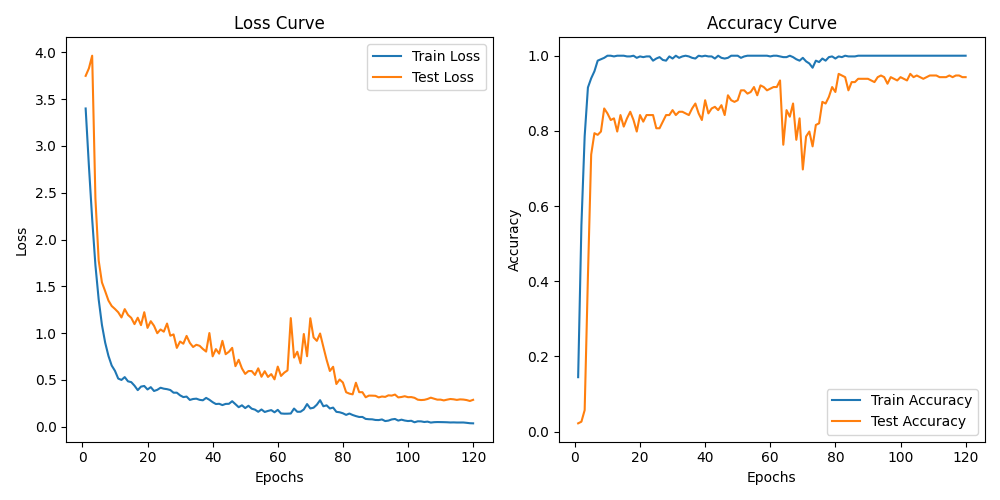 Loss Curve
Train Loss
Test Loss
4.0
3.5
3.0
2.5
2.0
1.5
1.0
0.5
0.0
Loss
0 20 40 60 80 100 120
Epochs
Accuracy Curve
1.0
0.8
0.6
0.4
0.2
0.0
Accuracy
Train Accuracy
Test Accuracy
0 20 40 60 80 100 120
Epochs